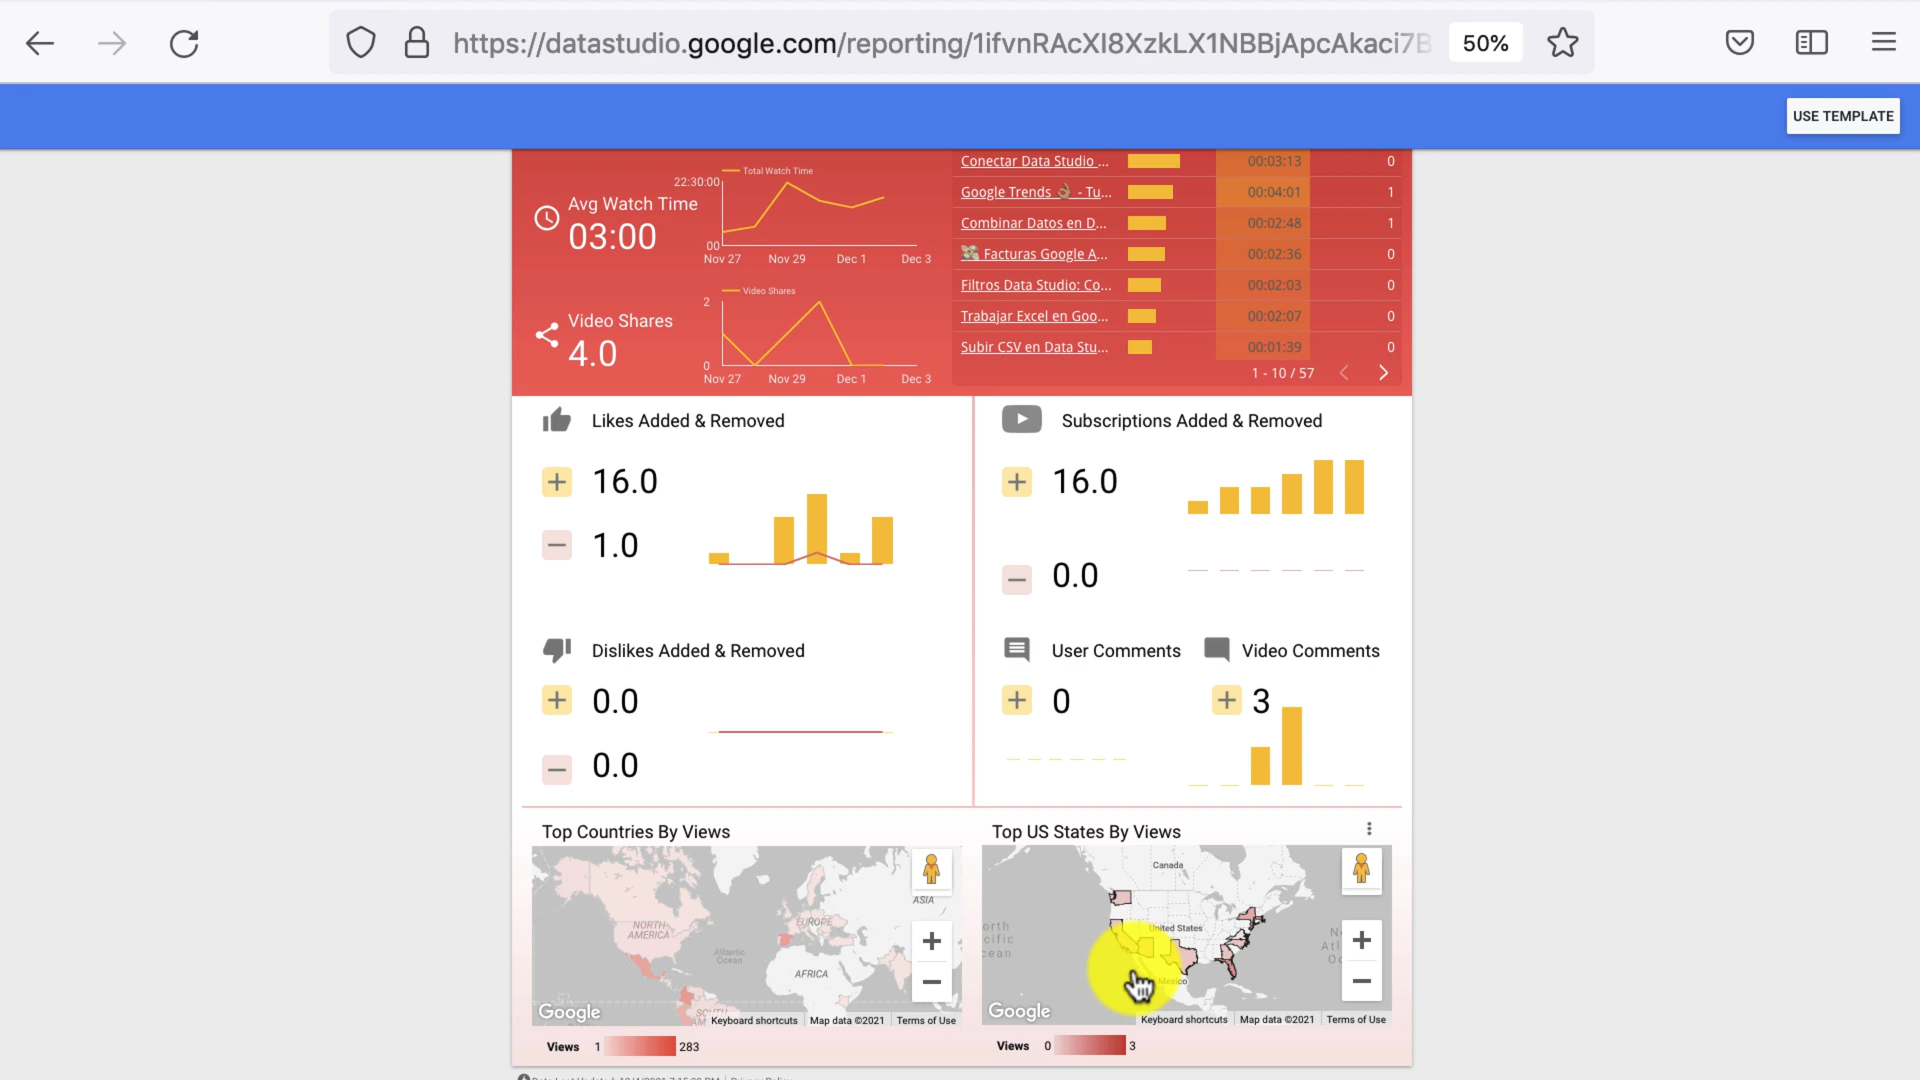 https://datastudio.google.com/reporting/1ifvnRAcXI8XzkLX1NBBjApcAkaci7B
50%
USE TEMPLATE
Avg Watch Time
03:00
Total Watch Time
22:30:00
00
Nov 27 Nov 29 Dec 1 Dec 3
Video Shares
4.0
Video Shares
2
0
Nov 27 Nov 29 Dec 1 Dec 3
Conectar Data Studio ... 00:03:13 0
Google Trends 👌 - Tu... 00:04:01 1
Combinar Datos en D... 00:02:48 1
💸 Facturas Google A... 00:02:36 0
Filtros Data Studio: Co... 00:02:03 0
Trabajar Excel en Goo... 00:02:07 0
Subir CSV en Data Stu... 00:01:39 0
1 - 10 / 57
Likes Added & Removed
16.0
1.0
Subscriptions Added & Removed
16.0
0.0
Dislikes Added & Removed
0.0
0.0
User Comments
0
Video Comments
3
Top Countries By Views
NORTH
AMERICA
Atlantic
Ocean
EUROPE
ASIA
AFRICA
SOUTH
Google
Keyboard shortcuts Map data ©2021 Terms of Use
Views 1 283
Top US States By Views
Canada
United States
Mexico
Google
Keyboard shortcuts Map data ©2021 Terms of Use
Views 0 3